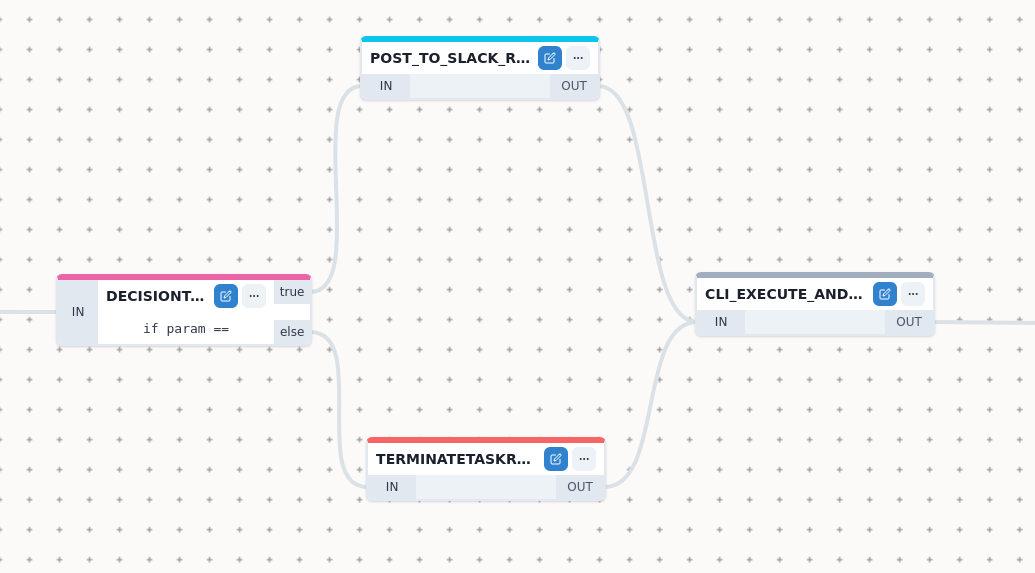 POST_TO_SLACK_R...
IN
OUT
DECISIONT...
true
IN
if param ==
else
CLI_EXECUTE_AND...
IN
OUT
TERMINATETASKR...
IN
OUT